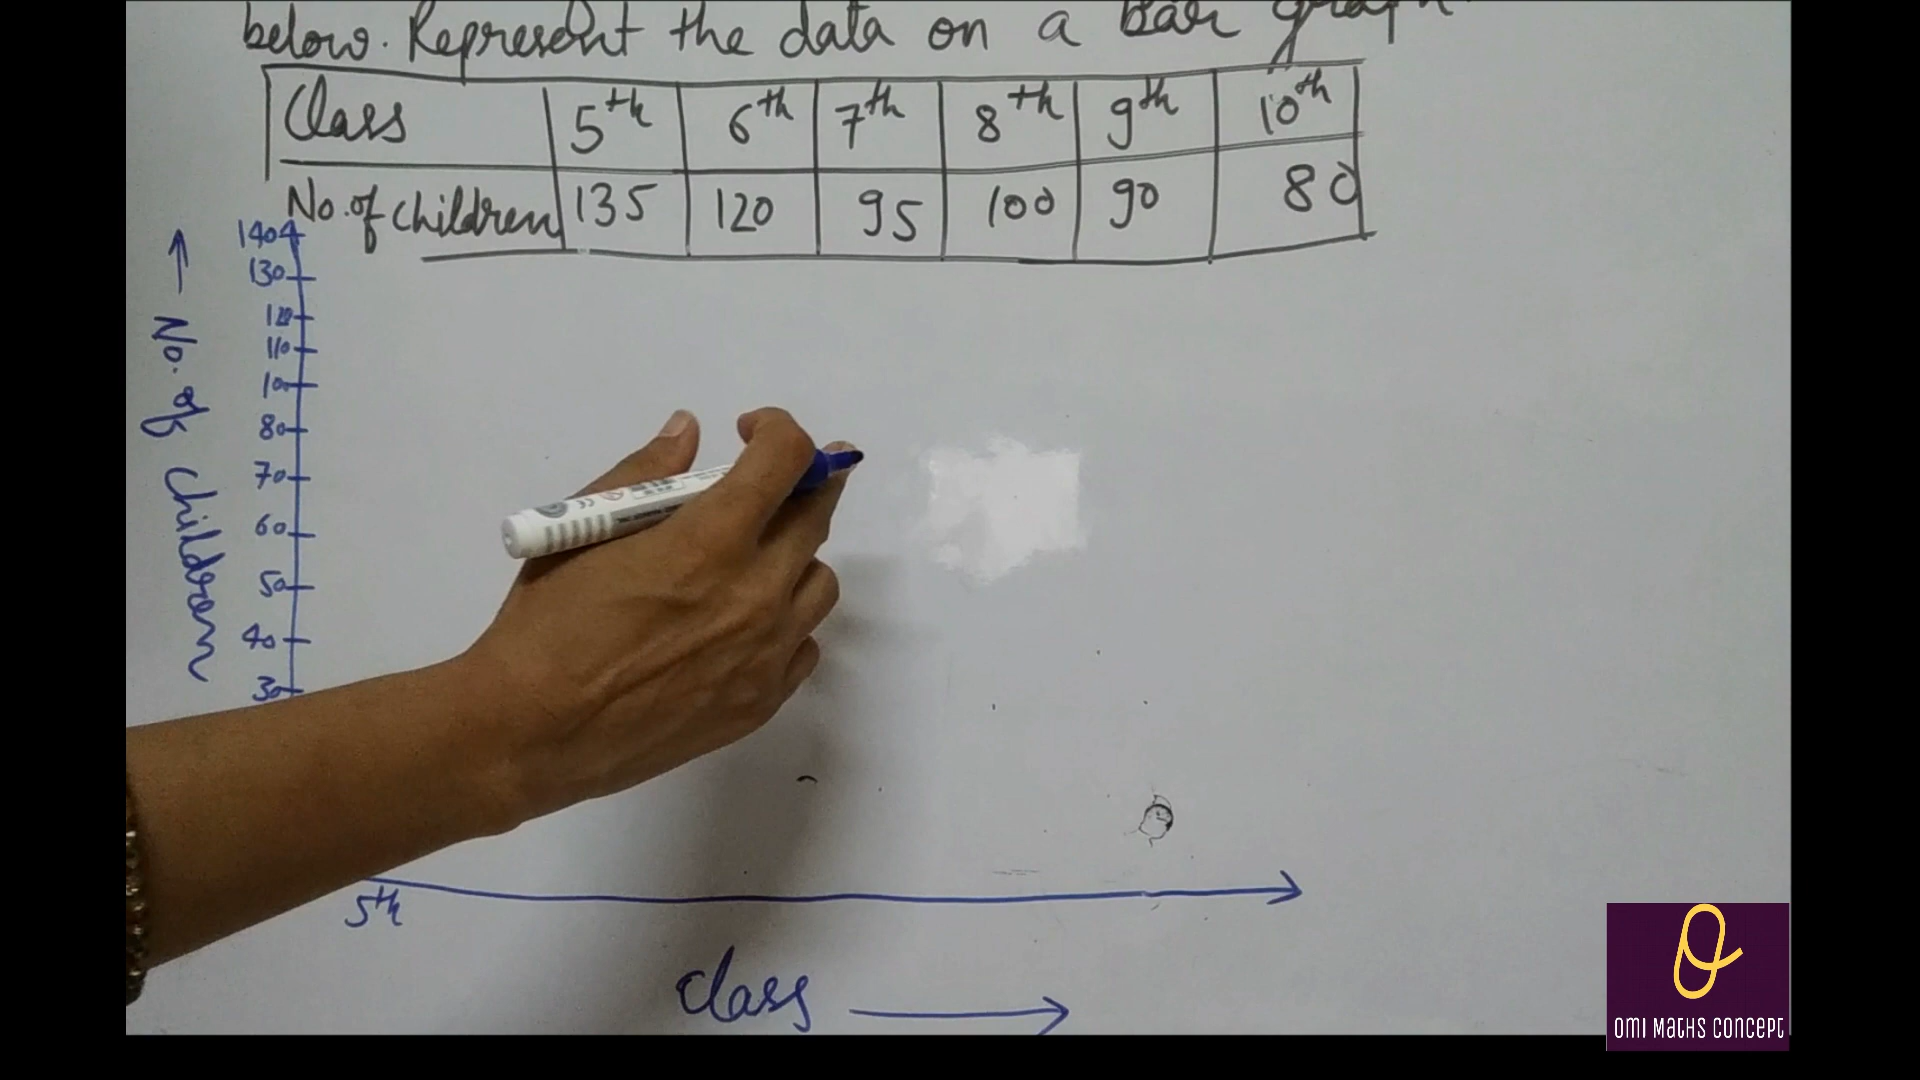 below. Represent the data on a Bar graph.
Class 5th 6th 7th 8th 9th 10th
No. of children 135 120 95 100 90 80
140
130
120
110
100
80
70
60
50
40
30
No. of children
5th
Class
OMI MATHS CONCEPT